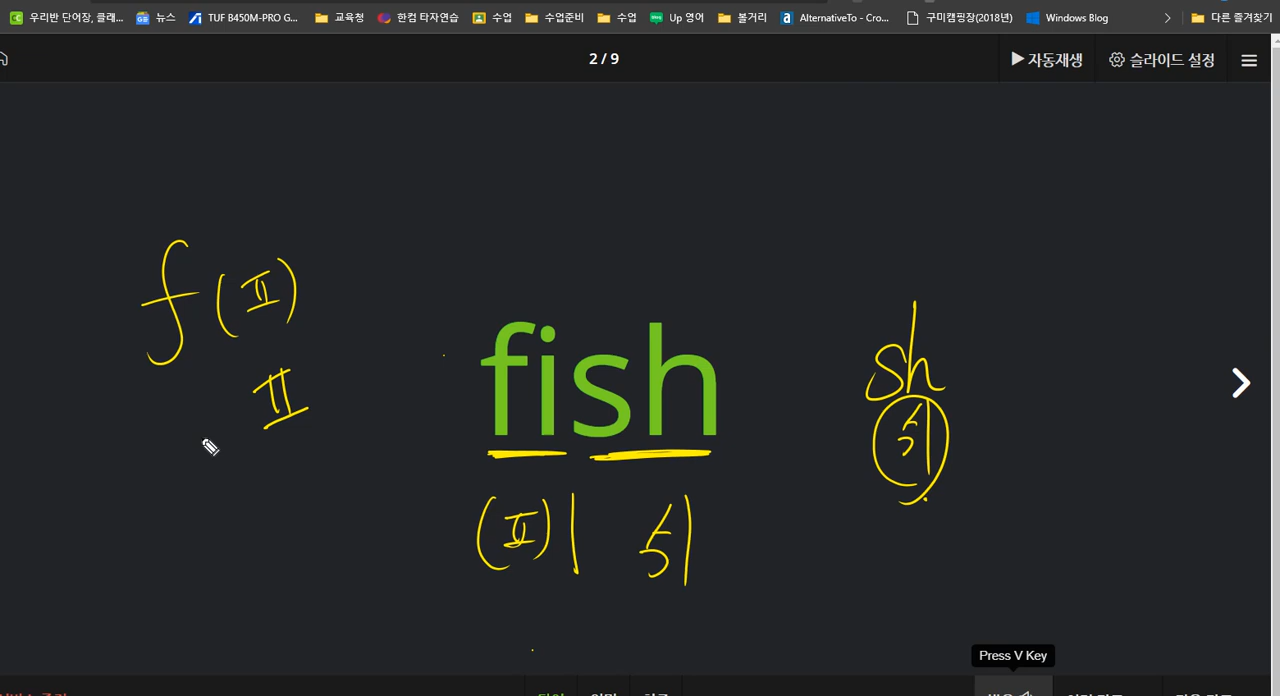 우리반 단어장, 클래... 뉴스 TUF B450M-PRO G... 교육청 한컴 타자연습 수업 수업준비 수업 Up 영어 볼거리 AlternativeTo - Cro... 구미캠핑장(2018년) Windows Blog 다른 즐겨찾기
2 / 9 자동재생 슬라이드 설정
f (ㅍ)
ㅍ
fish
sh
쉬
(ㅍ)ㅣ 쉬
Press V Key